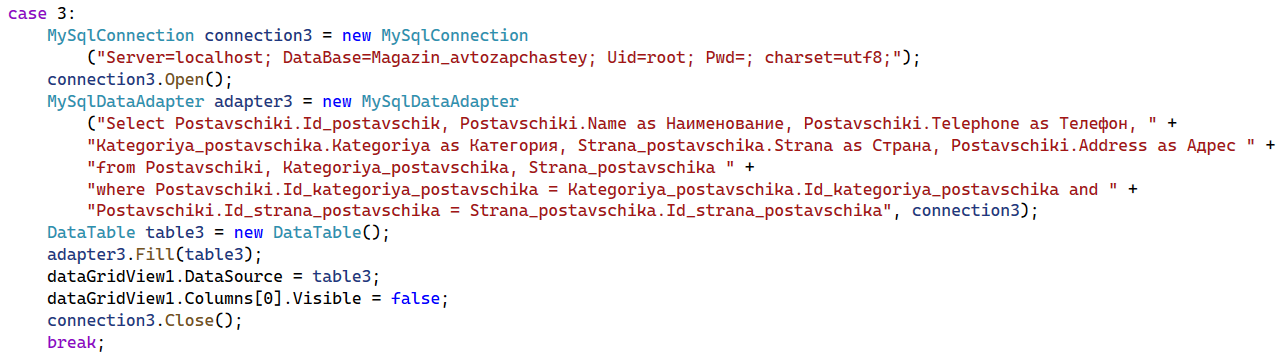 case 3:
    MySqlConnection connection3 = new MySqlConnection
        ("Server=localhost; DataBase=Magazin_avtozapchastey; Uid=root; Pwd=; charset=utf8;");
    connection3.Open();
    MySqlDataAdapter adapter3 = new MySqlDataAdapter
        ("Select Postavschiki.Id_postavschik, Postavschiki.Name as Наименование, Postavschiki.Telephone as Телефон, " +
        "Kategoriya_postavschika.Kategoriya as Категория, Strana_postavschika.Strana as Страна, Postavschiki.Address as Адрес " +
        "from Postavschiki, Kategoriya_postavschika, Strana_postavschika " +
        "where Postavschiki.Id_kategoriya_postavschika = Kategoriya_postavschika.Id_kategoriya_postavschika and " +
        "Postavschiki.Id_strana_postavschika = Strana_postavschika.Id_strana_postavschika", connection3);
    DataTable table3 = new DataTable();
    adapter3.Fill(table3);
    dataGridView1.DataSource = table3;
    dataGridView1.Columns[0].Visible = false;
    connection3.Close();
    break;